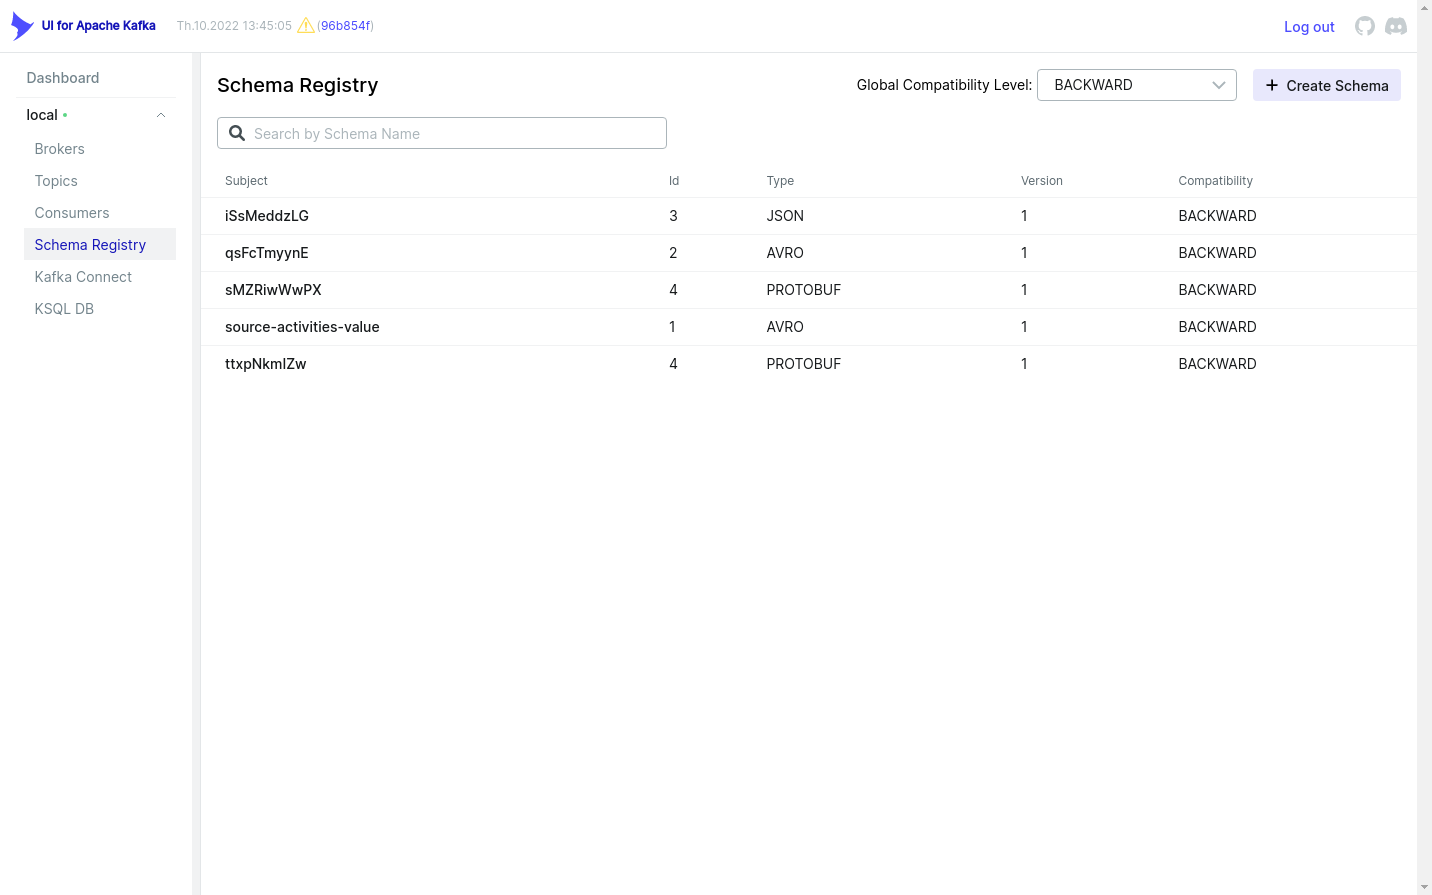 UI for Apache Kafka Th.10.2022 13:45:05 (96b854f) Log out
Dashboard
local
Brokers
Topics
Consumers
Schema Registry
Kafka Connect
KSQL DB
Schema Registry Global Compatibility Level: BACKWARD Create Schema
Search by Schema Name
Subject Id Type Version Compatibility
iSsMeddzLG 3 JSON 1 BACKWARD
qsFcTmyynE 2 AVRO 1 BACKWARD
sMZRiwWwPX 4 PROTOBUF 1 BACKWARD
source-activities-value 1 AVRO 1 BACKWARD
ttxpNkmlZw 4 PROTOBUF 1 BACKWARD